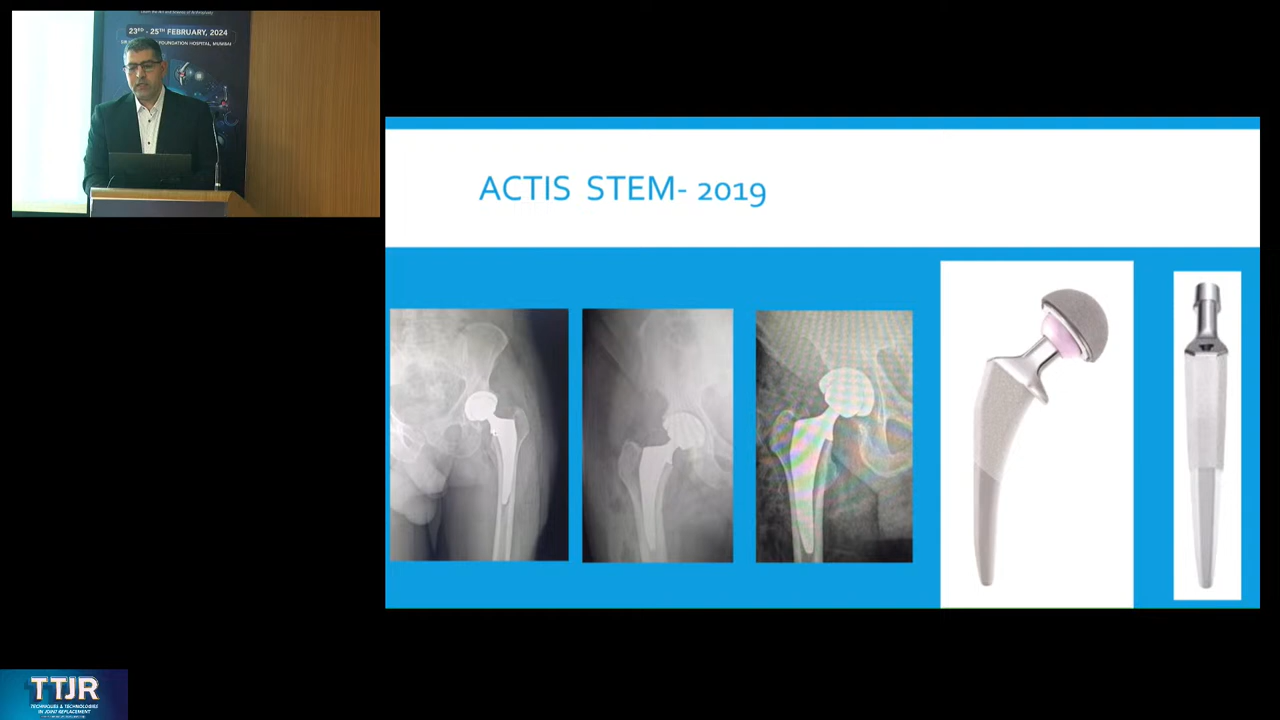 23RD - 25TH FEBRUARY, 2024
FOUNDATION HOSPITAL, MUMBAI
ACTIS STEM- 2019
TTJR
TECHNIQUES & TECHNOLOGIES
IN JOINT REPLACEMENT